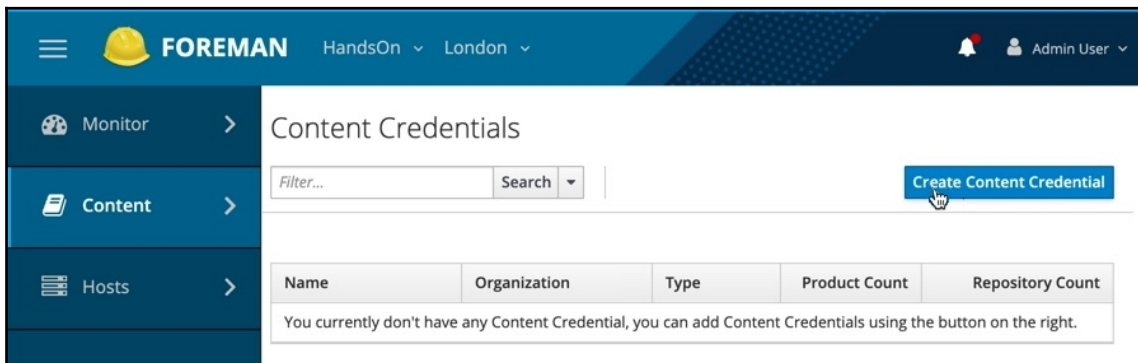 FOREMAN HandsOn London Admin User
Monitor
Content
Hosts
Content Credentials
Filter... Search Create Content Credential
Name Organization Type Product Count Repository Count
You currently don't have any Content Credential, you can add Content Credentials using the button on the right.